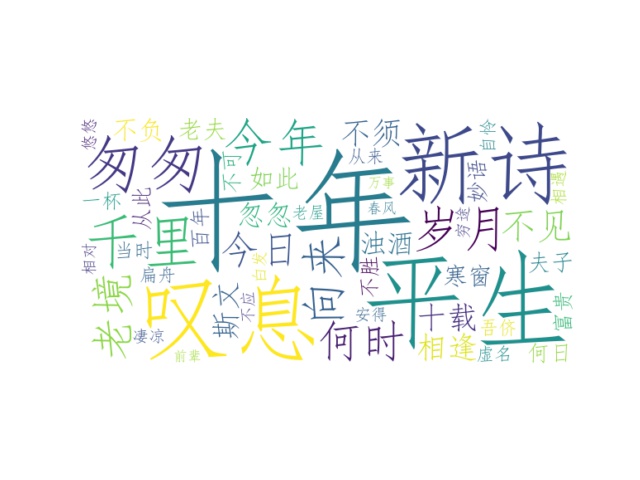 悠悠
不负
老夫
今年
不须
自怜
新诗
匆匆
十年
不可
从来
妙语
相遇
一杯
从此
如此
万事
千里
百年
忽忽
老屋
春风
岁月
穷途
不见
当时
今日
向来
浊酒
相对
扁舟
白发
不胜
寒窗
夫子
平生
老境
叹息
斯文
不应
安得
十载
吾侪
富贵
凄凉
何时
相逢
虚名
何日
前辈